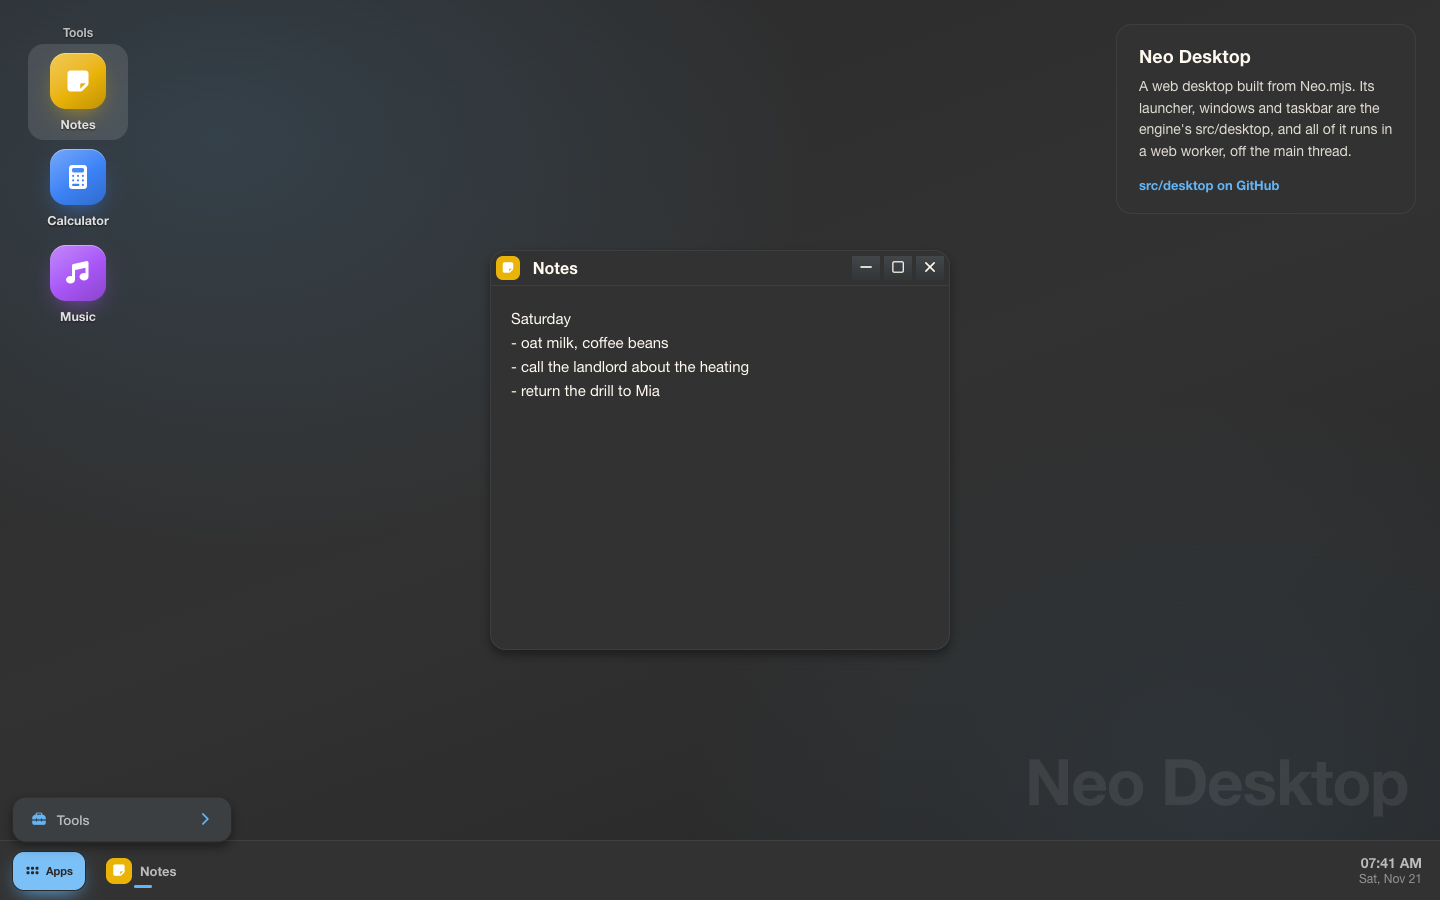 Tools
Notes
Calculator
Music
Neo Desktop
A web desktop built from Neo.mjs. Its
launcher, windows and taskbar are the
engine's src/desktop, and all of it runs in
a web worker, off the main thread.
src/desktop on GitHub
Notes
Saturday
- oat milk, coffee beans
- call the landlord about the heating
- return the drill to Mia
Neo Desktop
Tools
Apps
Notes
07:41 AM
Sat, Nov 21